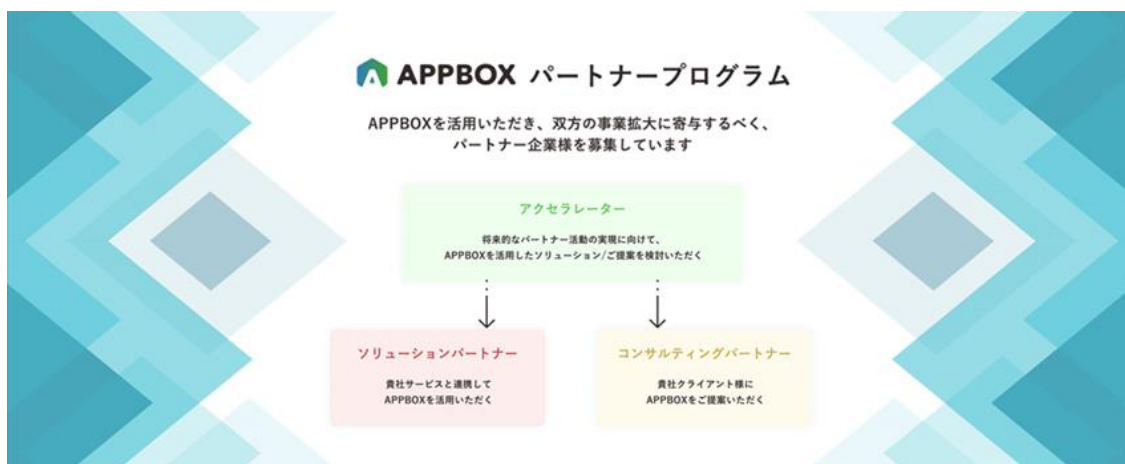 APPBOX パートナープログラム
APPBOXを活用いただき、双方の事業拡大に寄与するべく、
パートナー企業様を募集しています
アクセラレーター
将来的なパートナー活動の実現に向けて、
APPBOXを活用したソリューション/ご提案を検討いただく
ソリューションパートナー
貴社サービスと連携して
APPBOXを活用いただく
コンサルティングパートナー
貴社クライアント様に
APPBOXをご提案いただく